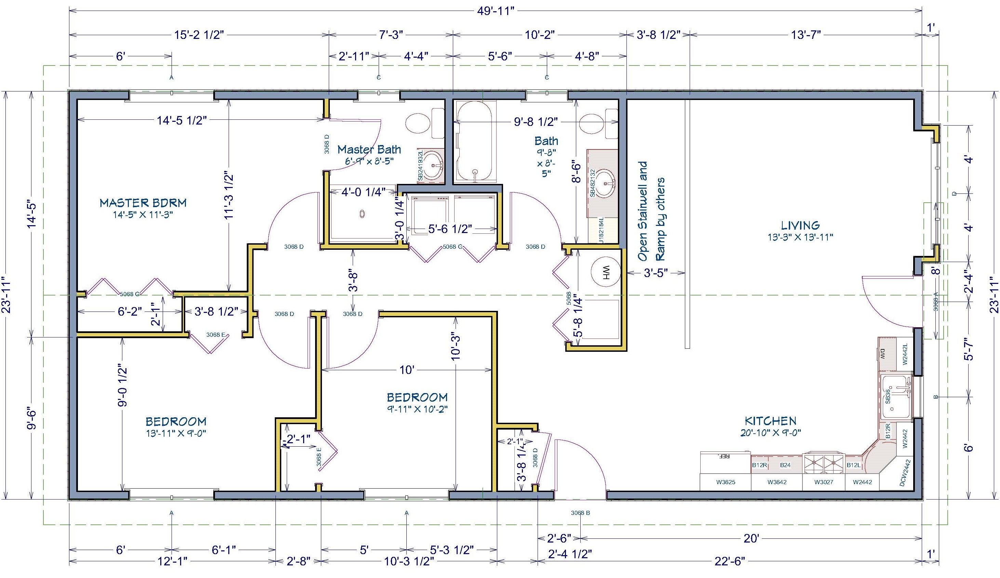 49'-11"
15'-2 1/2" 7'-3" 10'-2" 3'-8 1/2" 13'-7" 1'
6' 2'-11" 4'-4" 5'-6" 4'-8"
A C C
14'-5 1/2" 9'-8 1/2"
3068 D
Master Bath
6'-9" x 8'-5"
SB241932L
Bath
9'-8"
x 8'-
5"
8'-6"
SB482132
U182184L
Open Stairwell and
Ramp by others
4'
D
4'
MASTER BDRM
14'-5" X 11'-3"
11'-3 1/2"
14'-5"
4'-0 1/4"
3'-0 1/4"
5'-6 1/2"
LIVING
13'-3" X 13'-11"
3068 D 5068 G 3068 D
WH
3'-5"
8'
2'-4"
23'-11"
23'-11"
3'-8"
5068 G
5068
5'-8 1/4"
3068 A
6'-2" 2'-1" 3'-8 1/2"
3068 D 3068 D
3068 E
5'-7"
D/W
W2442L
10'-3"
10'
9'-0 1/2"
BEDROOM
9'-11" X 10'-2"
SB36
B
9'-6"
BEDROOM
13'-11" X 9'-0"
KITCHEN
20'-10" X 9'-0"
B12R
W2442
6'
2'-1"
3068 E
2'-1"
3'-8 1/4"
3068 D
REF.
B12R B24 B12L
W3625 W3642 W3027 W2442 DCW2442
A A 3068 B
2'-6" 20'
6' 6'-1" 5' 5'-3 1/2" 2'-4 1/2" 1'
12'-1" 2'-8" 10'-3 1/2" 22'-6"